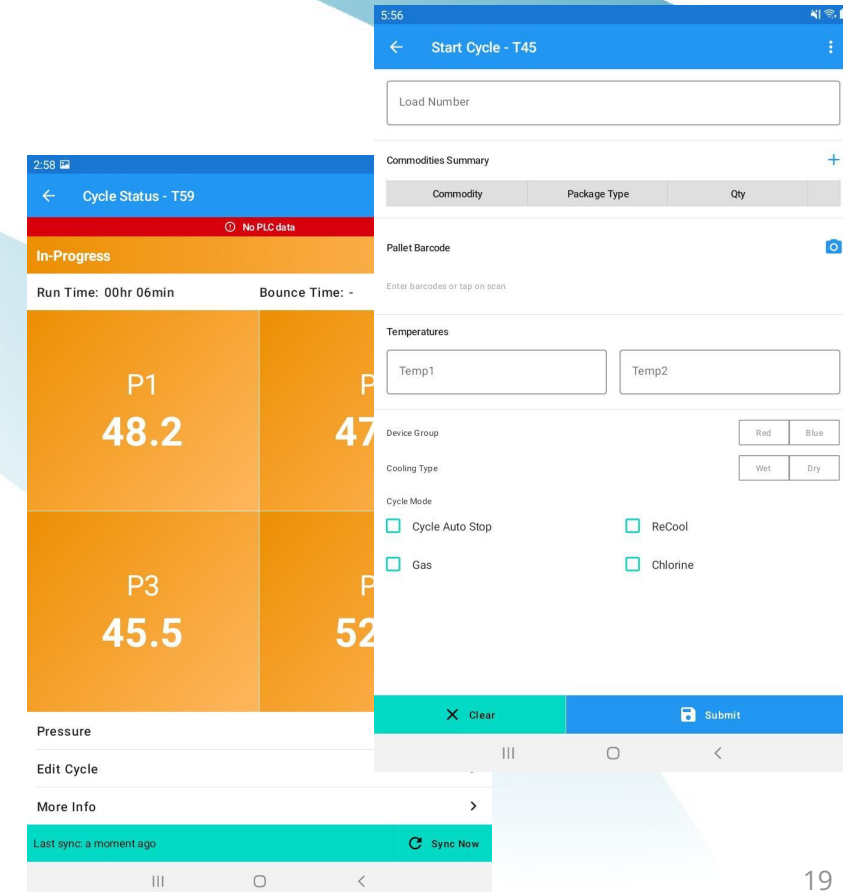 5:56
Start Cycle - T45
Load Number
Commodities Summary
Commodity Package Type Qty
Pallet Barcode
Enter barcodes or tap on scan
Temperatures
Temp1 Temp2
Device Group Red Blue
Cooling Type Wet Dry
Cycle Mode
Cycle Auto Stop ReCool
Gas Chlorine
Clear Submit
2:58
Cycle Status - T59
No PLC data
In-Progress
Run Time: 00hr 06min Bounce Time: -
P1 P
48.2 47
P3 P
45.5 52
Pressure
Edit Cycle
More Info
Last sync: a moment ago Sync Now
19